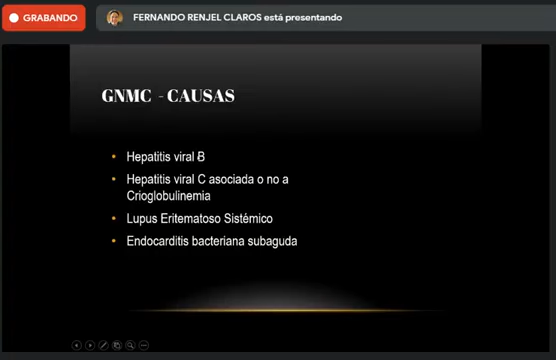 GRABANDO
FERNANDO RENJEL CLAROS está presentando
GNMC - CAUSAS
• Hepatitis viral B
• Hepatitis viral C asociada o no a
Crioglobulinemia
• Lupus Eritematoso Sistémico
• Endocarditis bacteriana subaguda